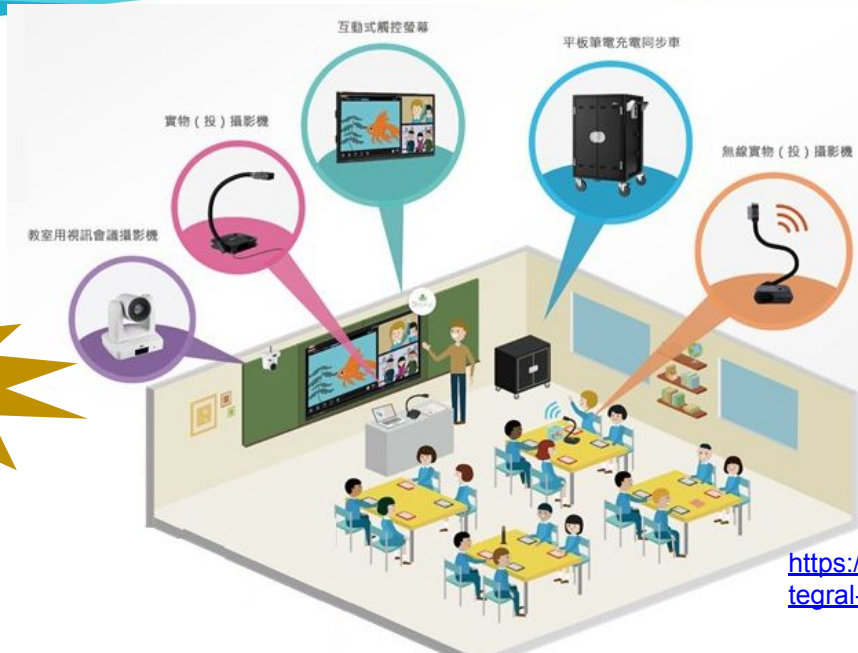 互動式觸控螢幕
平板筆電充電同步車
實物（投）攝影機
無線實物（投）攝影機
教室用視訊會議攝影機
https:/
tegral-